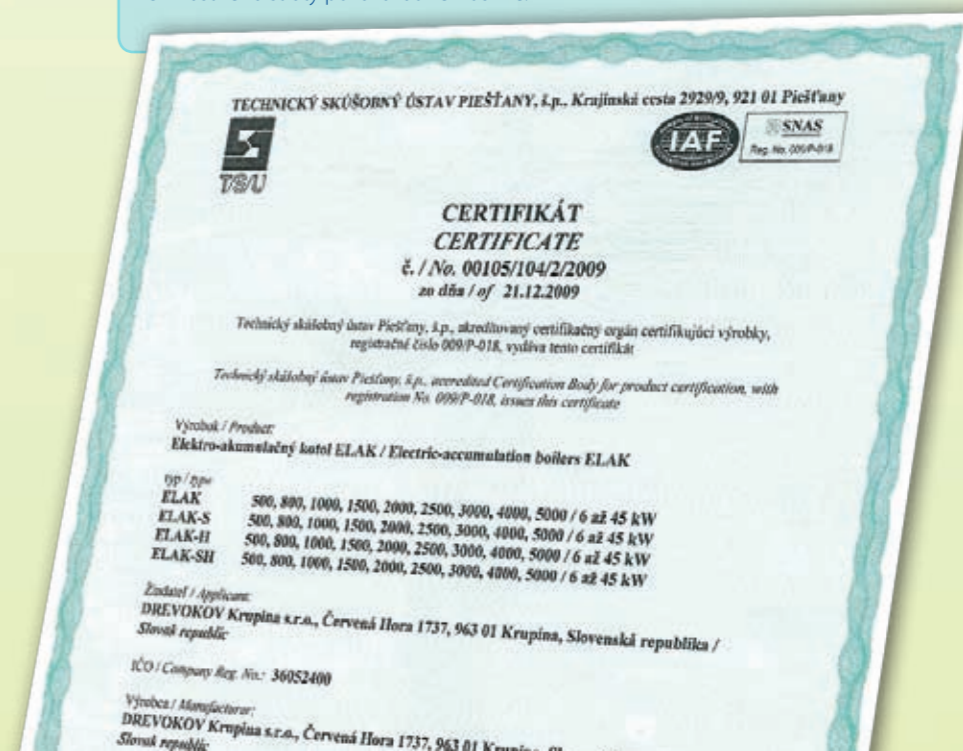 TECHNICKÝ SKÚŠOBNÝ ÚSTAV PIEŠŤANY, š.p., Krajinská cesta 2929/9, 921 01 Piešťany
TSU
IAF
SNAS
Reg. No. 009/P-018
CERTIFIKÁT
CERTIFICATE
č. / No. 00105/104/2/2009
zo dňa / of 21.12.2009
Technický skúšobný ústav Piešťany, š.p., akreditovaný certifikačný orgán certifikujúci výrobky,
registračné číslo 009/P-018, vydáva tento certifikát
Technický skúšobný ústav Piešťany, š.p., accredited Certification Body for product certification, with
registration No. 009/P-018, issues this certificate
Výrobok / Product:
Elektro-akumulačný kotol ELAK / Electric-accumulation boilers ELAK
typ / type
ELAK 500, 800, 1000, 1500, 2000, 2500, 3000, 4000, 5000 / 6 až 45 kW
ELAK-S 500, 800, 1000, 1500, 2000, 2500, 3000, 4000, 5000 / 6 až 45 kW
ELAK-H 500, 800, 1000, 1500, 2000, 2500, 3000, 4000, 5000 / 6 až 45 kW
ELAK-SH 500, 800, 1000, 1500, 2000, 2500, 3000, 4000, 5000 / 6 až 45 kW
Žiadateľ / Applicant:
DREVOKOV Krupina s.r.o., Červená Hora 1737, 963 01 Krupina, Slovenská republika /
Slovak republic
IČO / Company Reg. No.: 36052400
Výrobca / Manufacturer:
DREVOKOV Krupina s.r.o., Červená Hora 1737, 963 01 Krupina,
Slovak republic